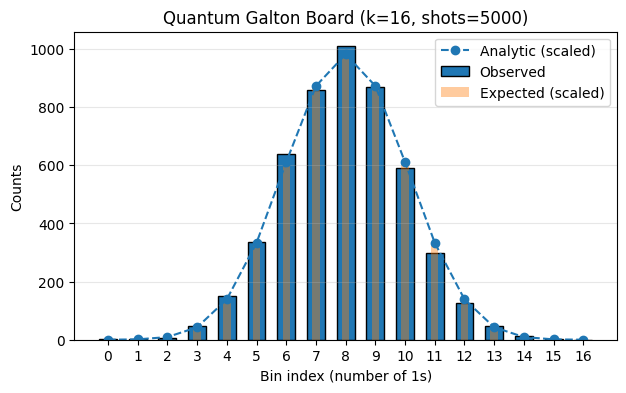 Quantum Galton Board (k=16, shots=5000)
Analytic (scaled)
Observed
Expected (scaled)
Counts
1000
800
600
400
200
0
0 1 2 3 4 5 6 7 8 9 10 11 12 13 14 15 16
Bin index (number of 1s)